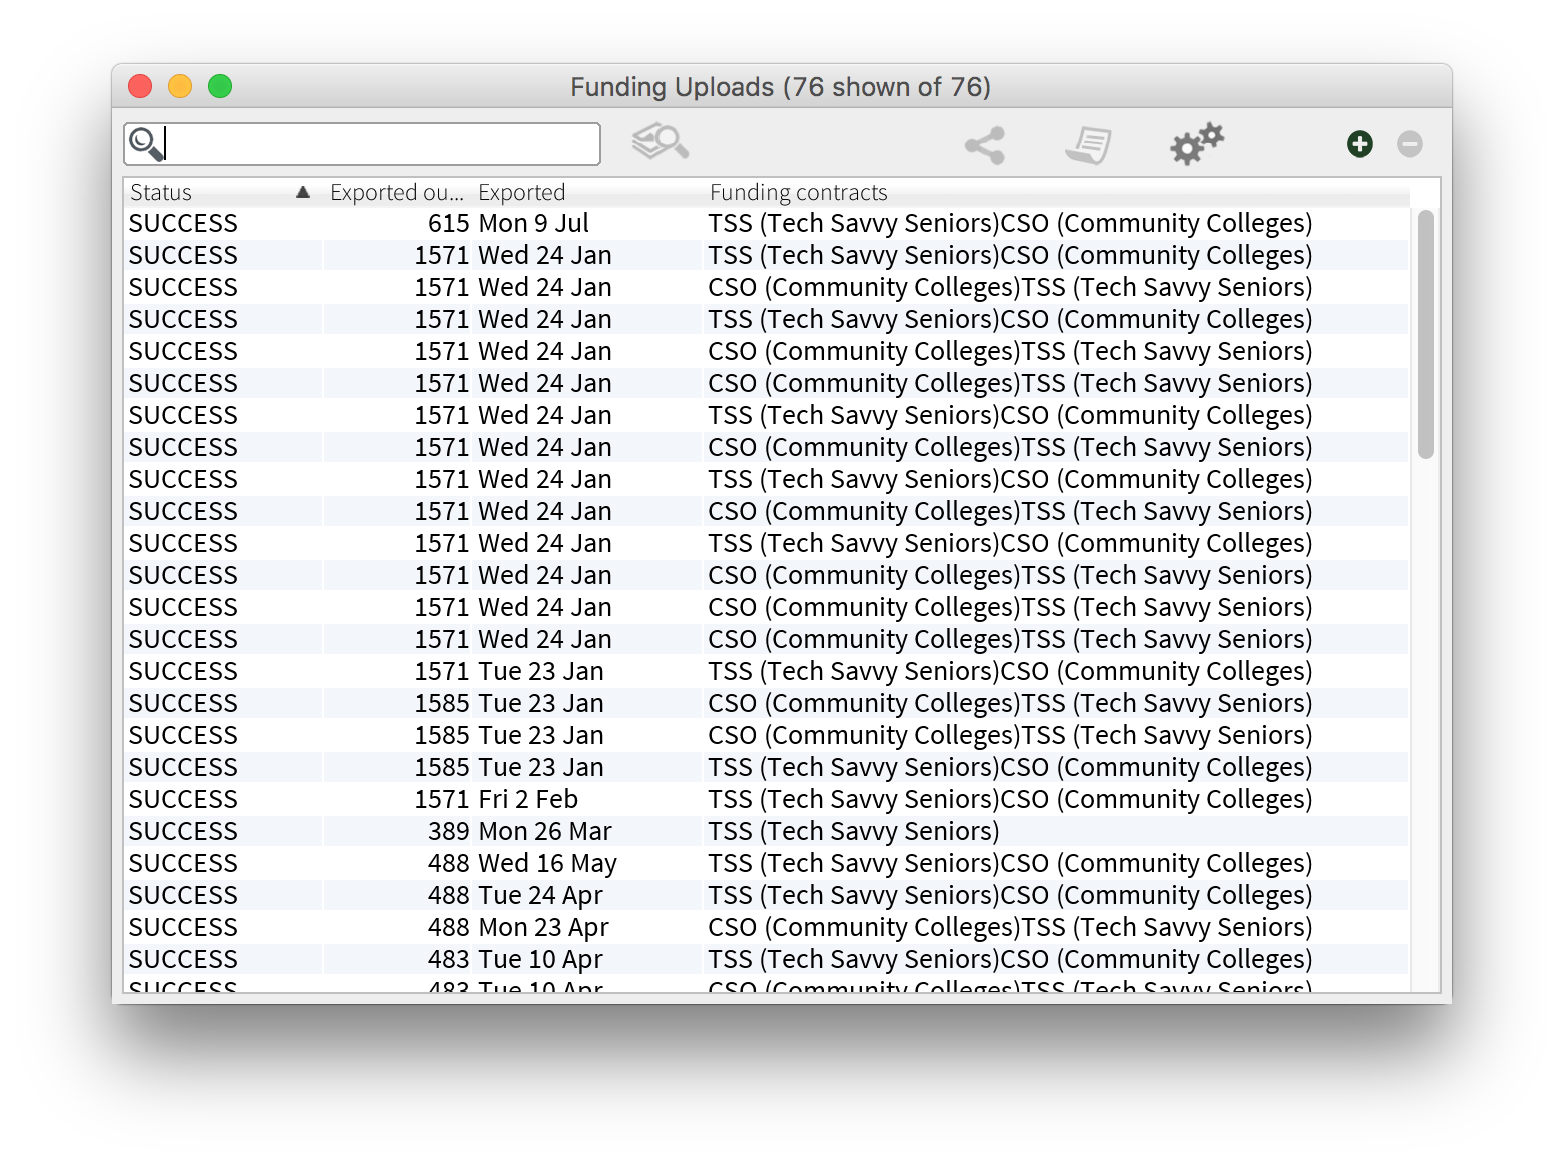 Funding Uploads (76 shown of 76)
Status Exported ou... Exported Funding contracts
SUCCESS 615 Mon 9 Jul TSS (Tech Savvy Seniors)CSO (Community Colleges)
SUCCESS 1571 Wed 24 Jan TSS (Tech Savvy Seniors)CSO (Community Colleges)
SUCCESS 1571 Wed 24 Jan CSO (Community Colleges)TSS (Tech Savvy Seniors)
SUCCESS 1571 Wed 24 Jan TSS (Tech Savvy Seniors)CSO (Community Colleges)
SUCCESS 1571 Wed 24 Jan CSO (Community Colleges)TSS (Tech Savvy Seniors)
SUCCESS 1571 Wed 24 Jan CSO (Community Colleges)TSS (Tech Savvy Seniors)
SUCCESS 1571 Wed 24 Jan TSS (Tech Savvy Seniors)CSO (Community Colleges)
SUCCESS 1571 Wed 24 Jan CSO (Community Colleges)TSS (Tech Savvy Seniors)
SUCCESS 1571 Wed 24 Jan TSS (Tech Savvy Seniors)CSO (Community Colleges)
SUCCESS 1571 Wed 24 Jan CSO (Community Colleges)TSS (Tech Savvy Seniors)
SUCCESS 1571 Wed 24 Jan TSS (Tech Savvy Seniors)CSO (Community Colleges)
SUCCESS 1571 Wed 24 Jan CSO (Community Colleges)TSS (Tech Savvy Seniors)
SUCCESS 1571 Wed 24 Jan CSO (Community Colleges)TSS (Tech Savvy Seniors)
SUCCESS 1571 Wed 24 Jan CSO (Community Colleges)TSS (Tech Savvy Seniors)
SUCCESS 1571 Tue 23 Jan TSS (Tech Savvy Seniors)CSO (Community Colleges)
SUCCESS 1585 Tue 23 Jan CSO (Community Colleges)TSS (Tech Savvy Seniors)
SUCCESS 1585 Tue 23 Jan CSO (Community Colleges)TSS (Tech Savvy Seniors)
SUCCESS 1585 Tue 23 Jan TSS (Tech Savvy Seniors)CSO (Community Colleges)
SUCCESS 1571 Fri 2 Feb TSS (Tech Savvy Seniors)CSO (Community Colleges)
SUCCESS 389 Mon 26 Mar TSS (Tech Savvy Seniors)
SUCCESS 488 Wed 16 May TSS (Tech Savvy Seniors)CSO (Community Colleges)
SUCCESS 488 Tue 24 Apr TSS (Tech Savvy Seniors)CSO (Community Colleges)
SUCCESS 488 Mon 23 Apr CSO (Community Colleges)TSS (Tech Savvy Seniors)
SUCCESS 483 Tue 10 Apr TSS (Tech Savvy Seniors)CSO (Community Colleges)
SUCCESS 483 Tue 10 Apr CSO (Community Colleges)TSS (Tech Savvy Seniors)